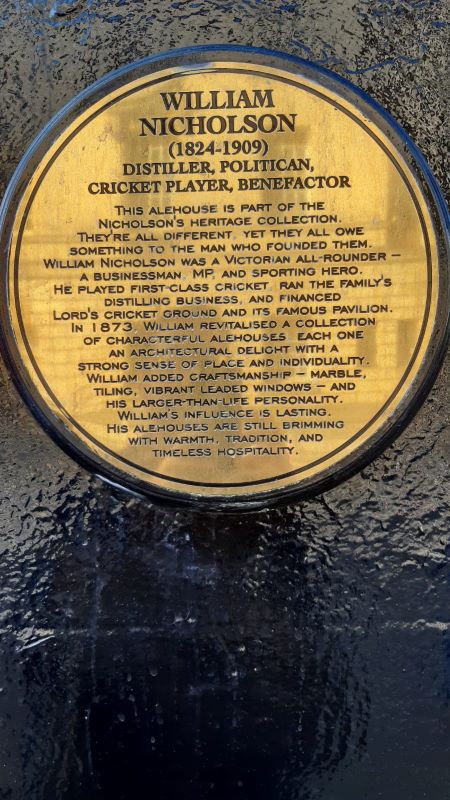 WILLIAM
NICHOLSON
(1824-1909)
DISTILLER, POLITICAN,
CRICKET PLAYER, BENEFACTOR
THIS ALEHOUSE IS PART OF THE
NICHOLSON'S HERITAGE COLLECTION.
THEY'RE ALL DIFFERENT, YET THEY ALL OWE
SOMETHING TO THE MAN WHO FOUNDED THEM.
WILLIAM NICHOLSON WAS A VICTORIAN ALL-ROUNDER –
A BUSINESSMAN, MP, AND SPORTING HERO.
HE PLAYED FIRST-CLASS CRICKET, RAN THE FAMILY'S
DISTILLING BUSINESS, AND FINANCED
LORD'S CRICKET GROUND AND ITS FAMOUS PAVILION.
IN 1873, WILLIAM REVITALISED A COLLECTION
OF CHARACTERFUL ALEHOUSES, EACH ONE
AN ARCHITECTURAL DELIGHT WITH A
STRONG SENSE OF PLACE AND INDIVIDUALITY.
WILLIAM ADDED CRAFTSMANSHIP – MARBLE,
TILING, VIBRANT LEADED WINDOWS – AND
HIS LARGER-THAN-LIFE PERSONALITY.
WILLIAM'S INFLUENCE IS LASTING.
HIS ALEHOUSES ARE STILL BRIMMING
WITH WARMTH, TRADITION, AND
TIMELESS HOSPITALITY.